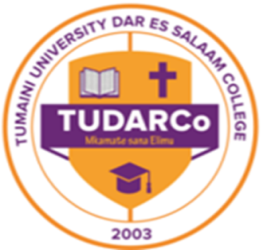 TUMAINI UNIVERSITY DAR ES SALAAM COLLEGE
TUDARCo
Mkamate sana Elimu
2003